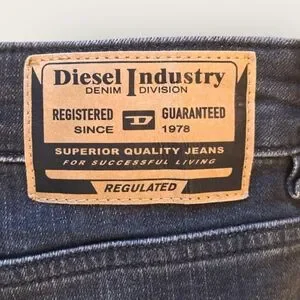 Diesel Industry
DENIM DIVISION
REGISTERED D GUARANTEED
SINCE 1978
SUPERIOR QUALITY JEANS
FOR SUCCESSFUL LIVING
REGULATED